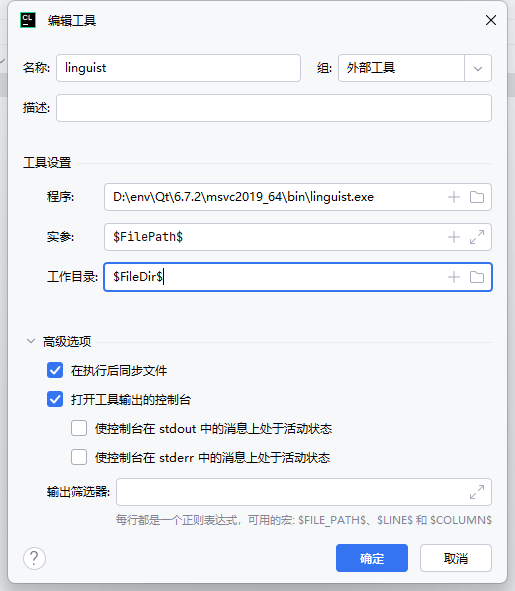 CL
编辑工具
名称: linguist 组: 外部工具
描述:
工具设置
程序: D:\env\Qt\6.7.2\msvc2019_64\bin\linguist.exe
实参: $FilePath$
工作目录: $FileDir$
高级选项
在执行后同步文件
打开工具输出的控制台
使控制台在 stdout 中的消息上处于活动状态
使控制台在 stderr 中的消息上处于活动状态
输出筛选器:
每行都是一个正则表达式，可用的宏: $FILE_PATH$、$LINE$ 和 $COLUMN$
? 确定 取消